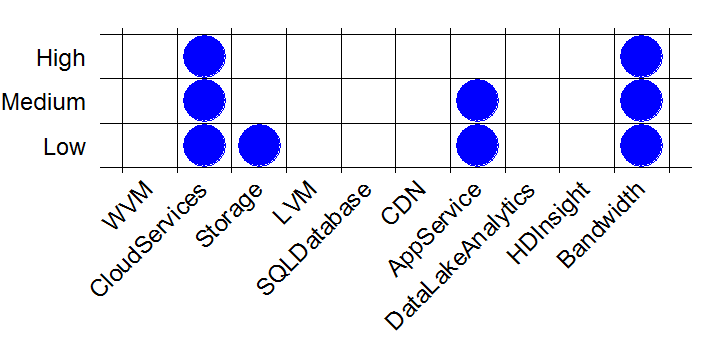 High
Medium
Low
WVM
CloudServices
Storage
LVM
SQLDatabase
CDN
AppService
DataLakeAnalytics
HDInsight
Bandwidth